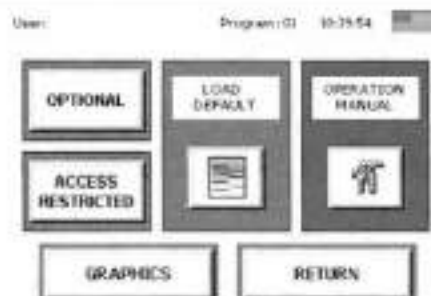 User: Program: 01 10:39:54
OPTIONAL
LOAD
DEFAULT
OPERATION
MANUAL
ACCESS
RESTRICTED
GRAPHICS
RETURN